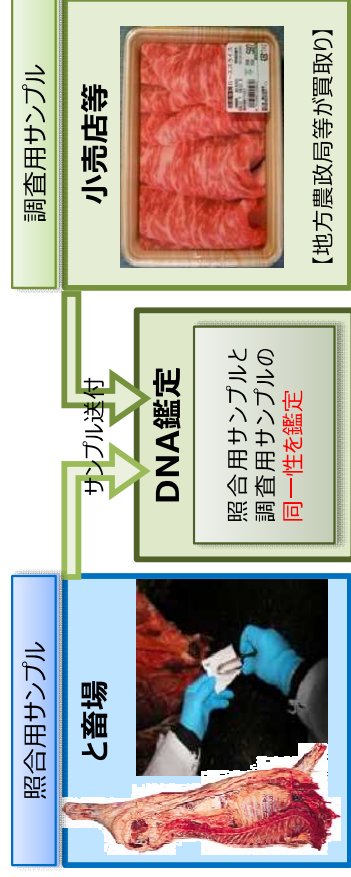 照合用サンプル
と畜場
サンプル送付
DNA鑑定
照合用サンプルと
調査用サンプルの
同一性を鑑定
調査用サンプル
小売店等
【地方農政局等が買取り】